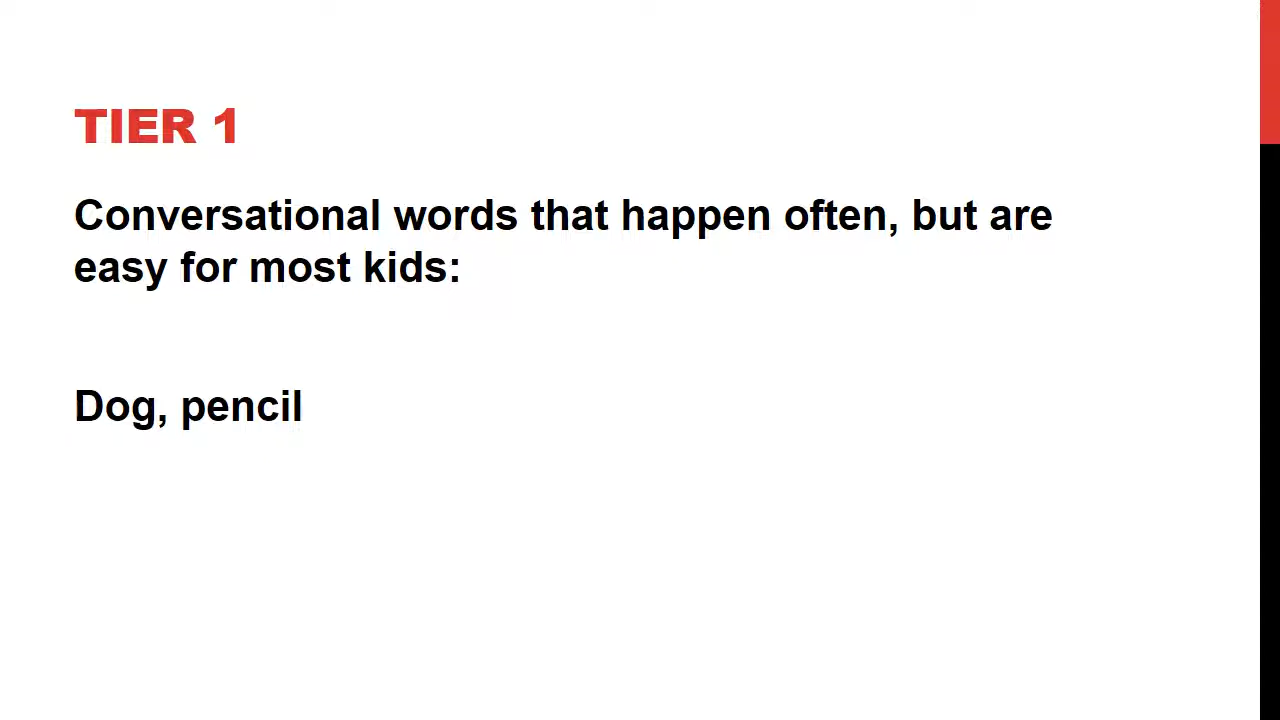 TIER 1
Conversational words that happen often, but are
easy for most kids:
Dog, pencil